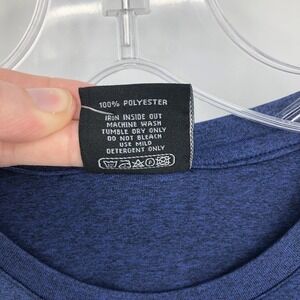 100% POLYESTER
IRON INSIDE OUT
MACHINE WASH
TUMBLE DRY ONLY
DO NOT BLEACH
USE MILD
DETERGENT ONLY